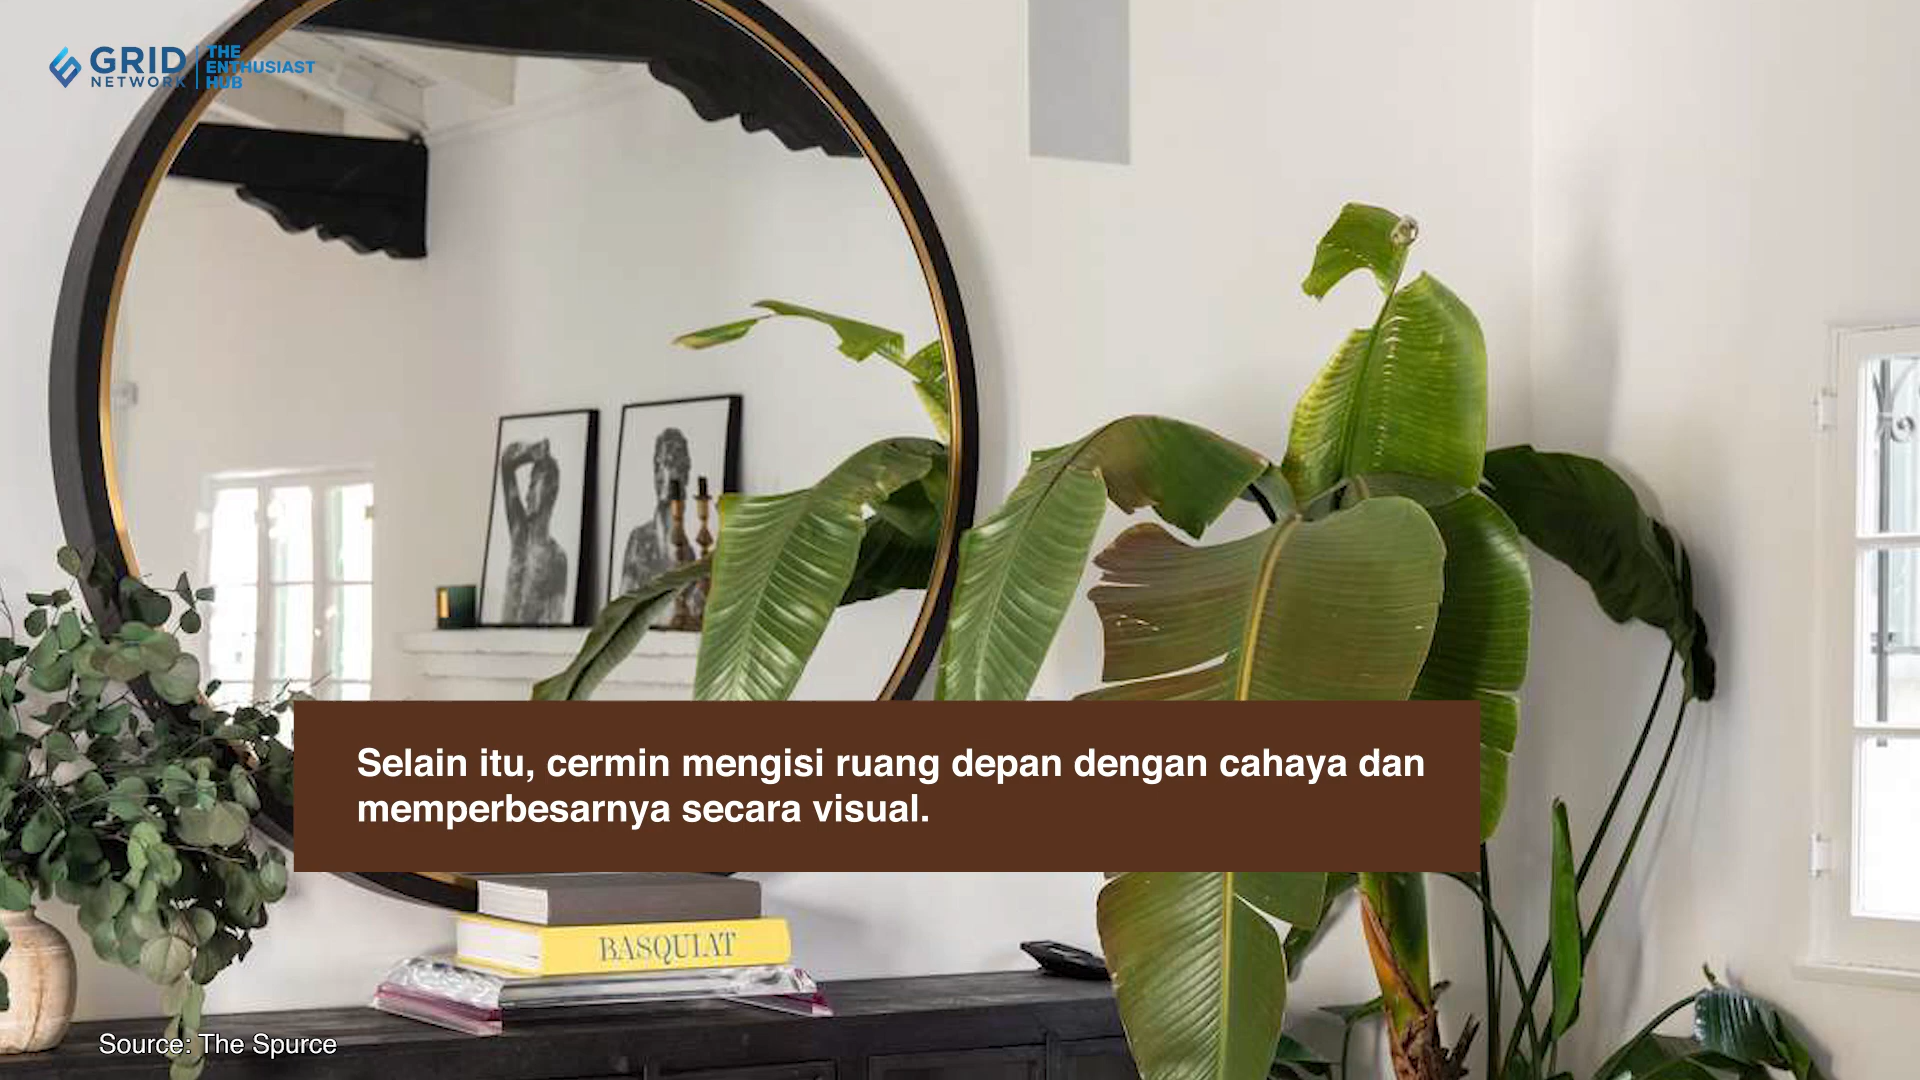 GRID
NETWORK
THE
ENTHUSIAST
HUB
Selain itu, cermin mengisi ruang depan dengan cahaya dan
memperbesarnya secara visual.
BASQUIAT
Source: The Spurce